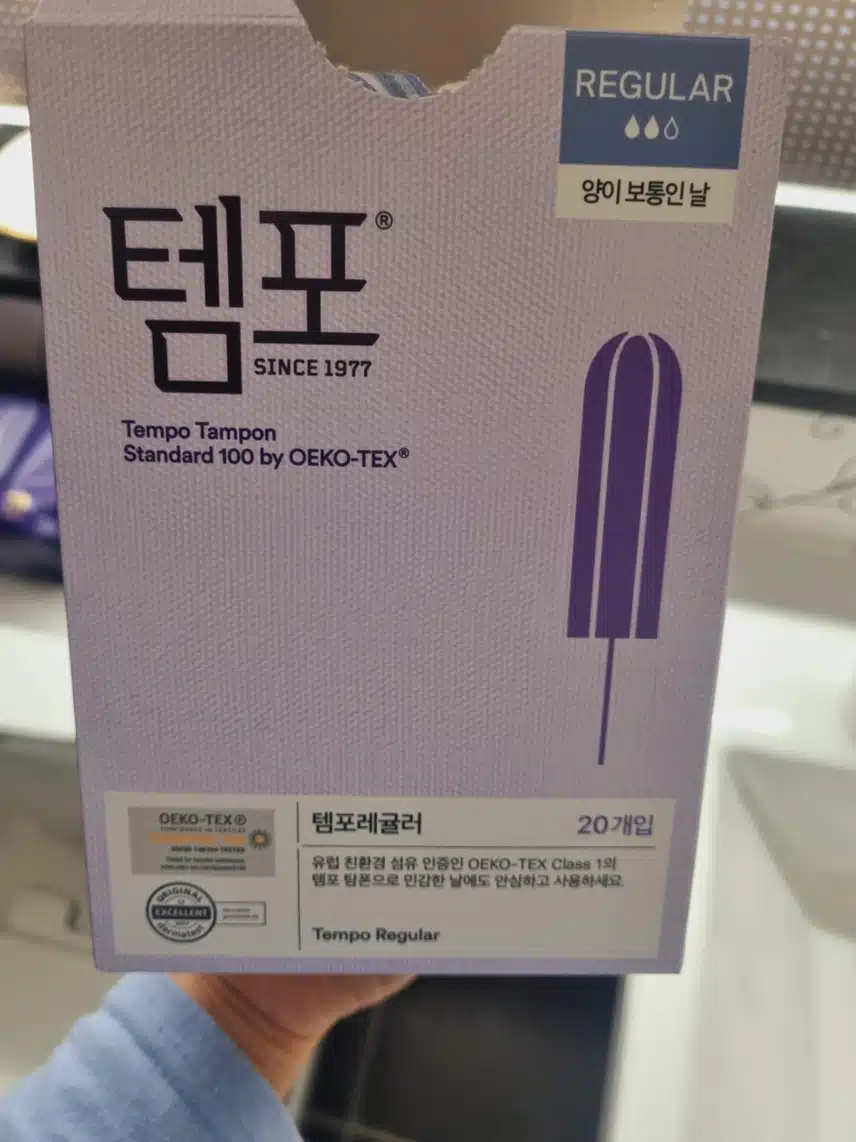 REGULAR
양이 보통인 날
템포®
SINCE 1977
Tempo Tampon
Standard 100 by OEKO-TEX®
OEKO-TEX®
CONFIDENCE IN TEXTILES
템포레귤러
20개입
유럽 친환경 섬유 인증인 OEKO-TEX Class 1의
템포 탐폰으로 민감한 날에도 안심하고 사용하세요.
Tempo Regular
ORIGINAL
EXCELLENT
dermatest